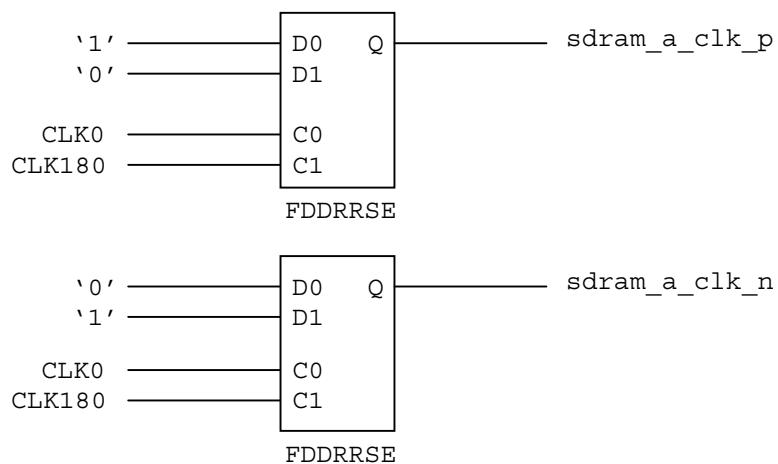 ‘1’ D0 Q sdram_a_clk_p
‘0’ D1
CLK0 C0
CLK180 C1
FDDRRSE
‘0’ D0 Q sdram_a_clk_n
‘1’ D1
CLK0 C0
CLK180 C1
FDDRRSE